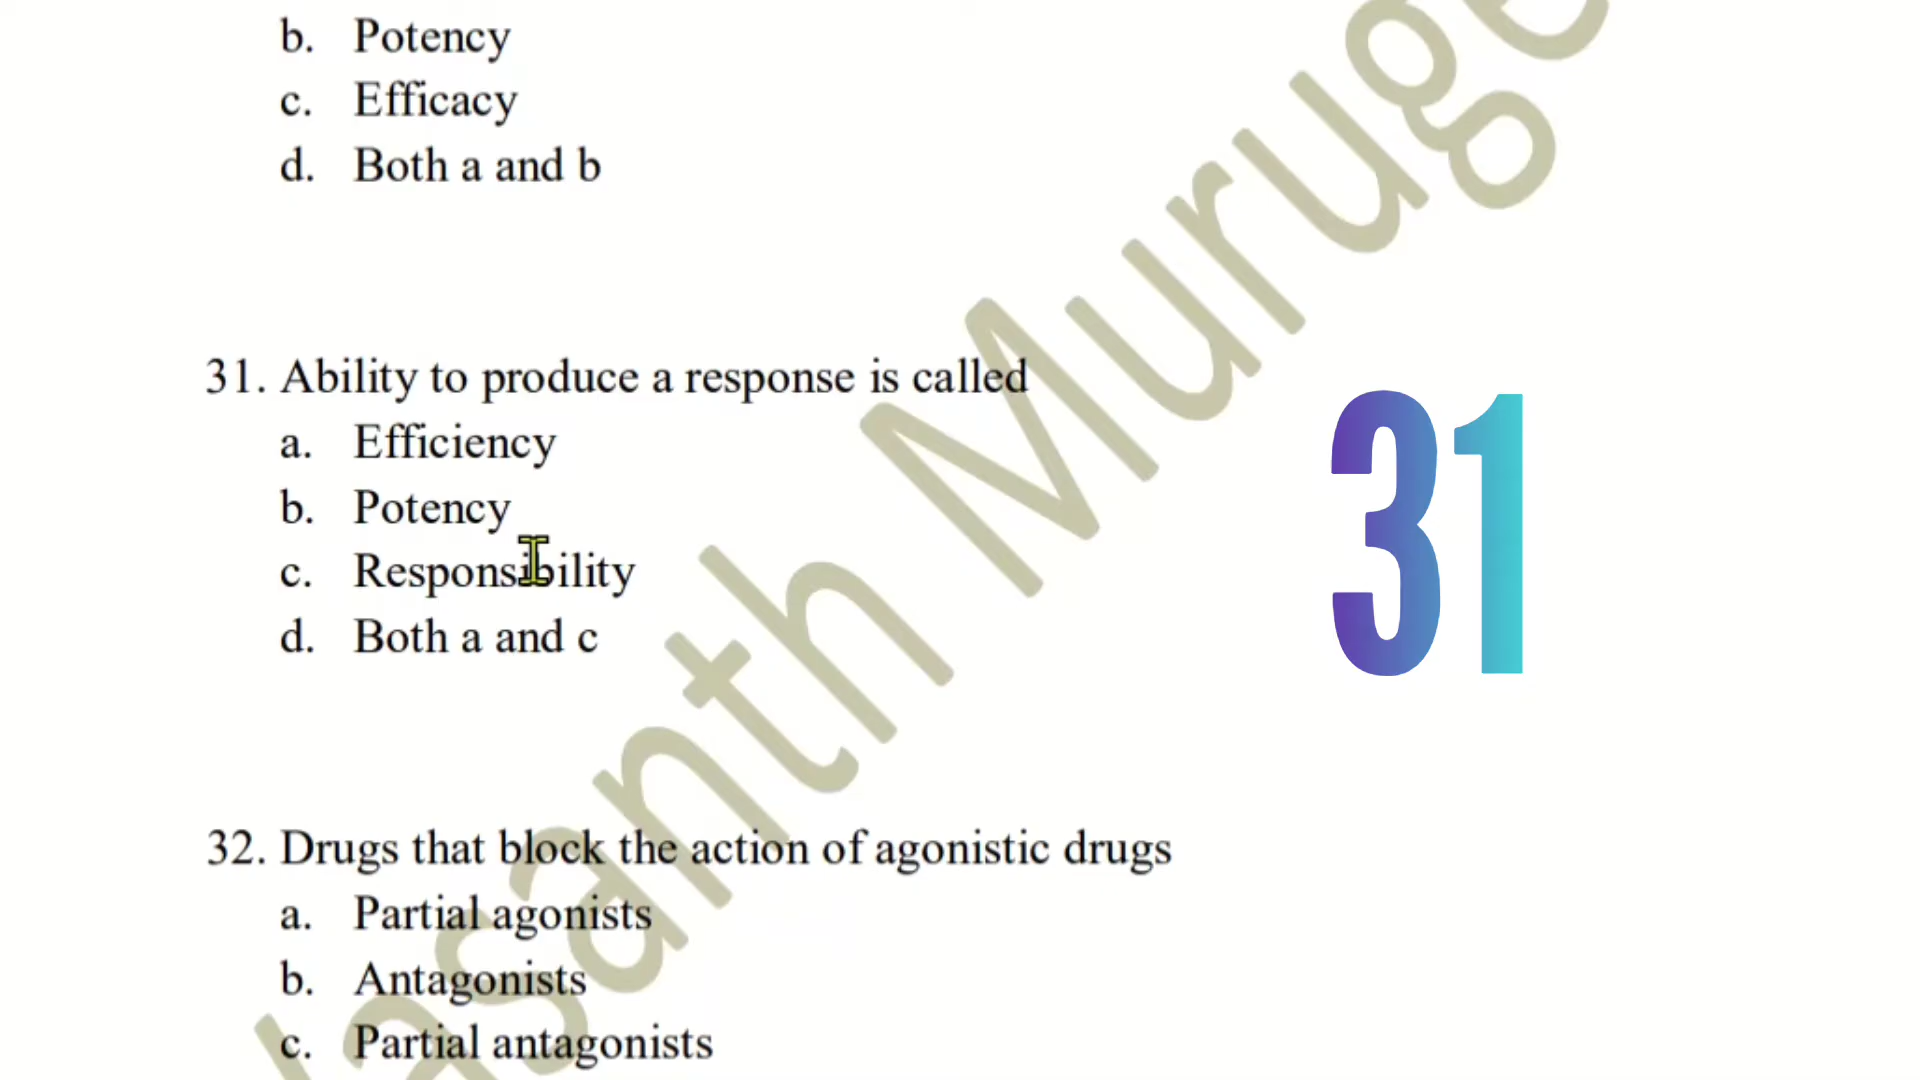 b. Potency
c. Efficacy
d. Both a and b
31. Ability to produce a response is called
a. Efficiency
b. Potency
c. Responsibility
d. Both a and c
31
32. Drugs that block the action of agonistic drugs
a. Partial agonists
b. Antagonists
c. Partial antagonists